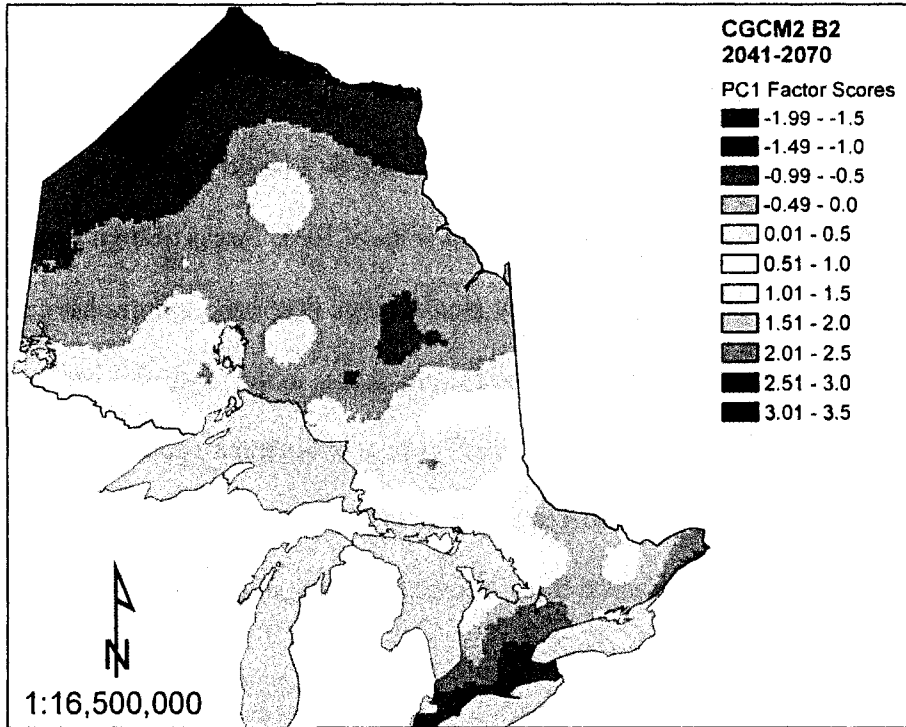 CGCM2 B2
2041-2070
PC1 Factor Scores
-1.99 - -1.5
-1.49 - -1.0
-0.99 - -0.5
-0.49 - 0.0
0.01 - 0.5
0.51 - 1.0
1.01 - 1.5
1.51 - 2.0
2.01 - 2.5
2.51 - 3.0
3.01 - 3.5
N
1:16,500,000